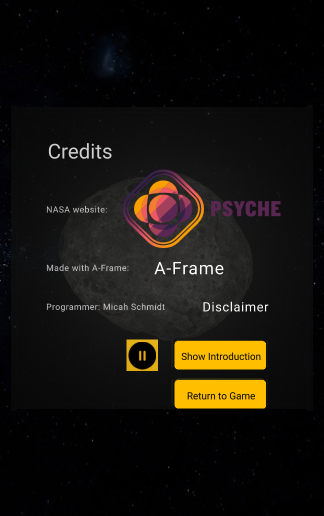 Credits
NASA website: PSYCHE
Made with A-Frame: A-Frame
Programmer: Micah Schmidt Disclaimer
Show Introduction
Return to Game